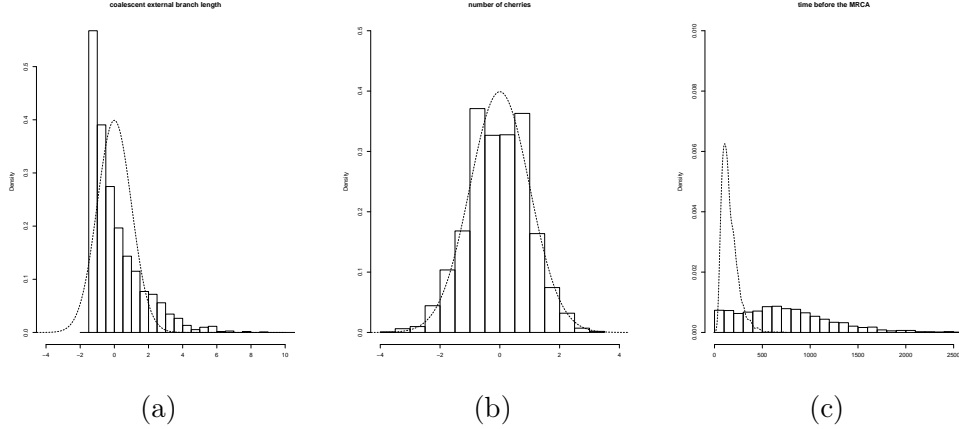 coalescent external branch length
Density
0.0
0.1
0.2
0.3
0.4
0.5
−4 −2 0 2 4 6 8 10
(a)
number of cherries
Density
0.0
0.1
0.2
0.3
0.4
0.5
−4 −2 0 2 4
(b)
time before the MRCA
Density
0.000
0.002
0.004
0.006
0.008
0.010
0 500 1000 1500 2000 2500
(c)